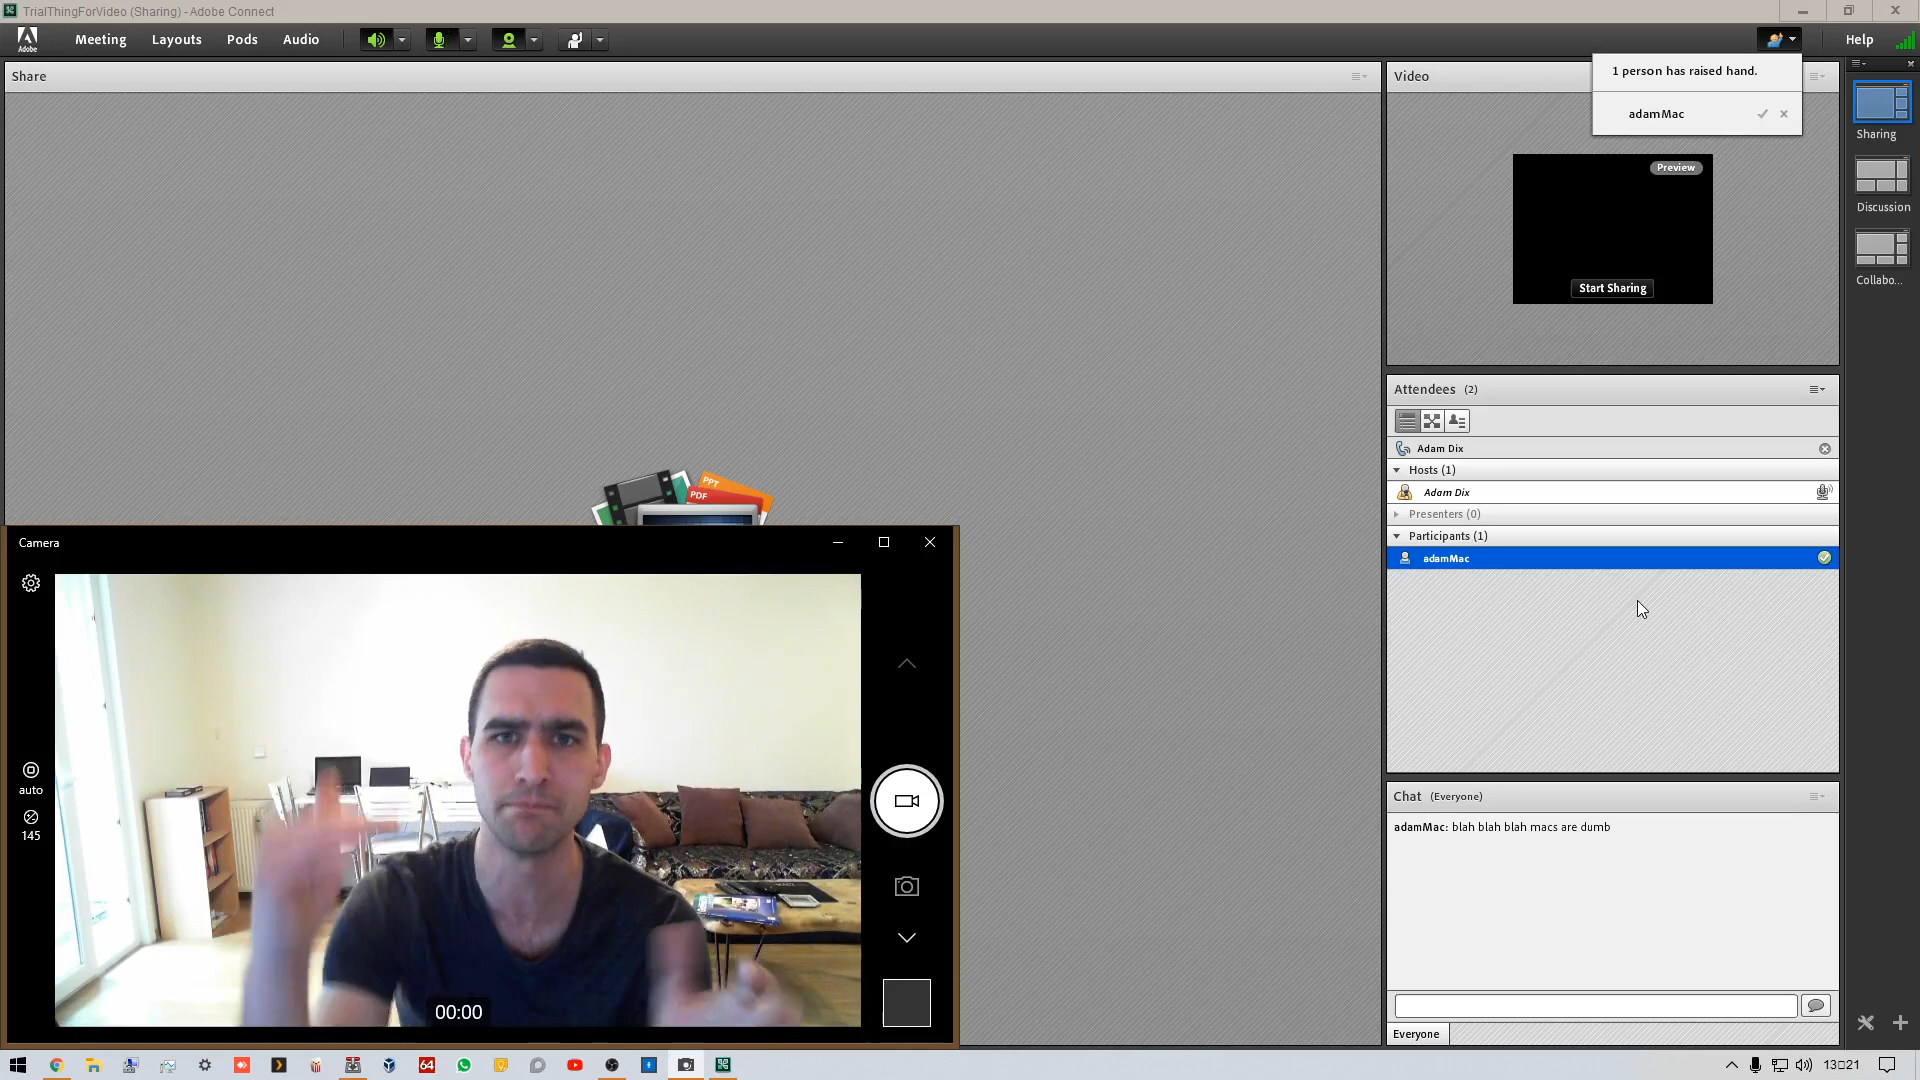 TrialThingForVideo (Sharing) - Adobe Connect
Adobe
Meeting
Layouts
Pods
Audio
Help
Share
Video
1 person has raised hand.
adamMac
Preview
Start Sharing
Sharing
Discussion
Collabo...
Attendees (2)
Adam Dix
Hosts (1)
Adam Dix
Presenters (0)
Participants (1)
adamMac
PPT
PDF
Camera
auto
145
00:00
Chat (Everyone)
adamMac: blah blah blah macs are dumb
Everyone
64
13□21